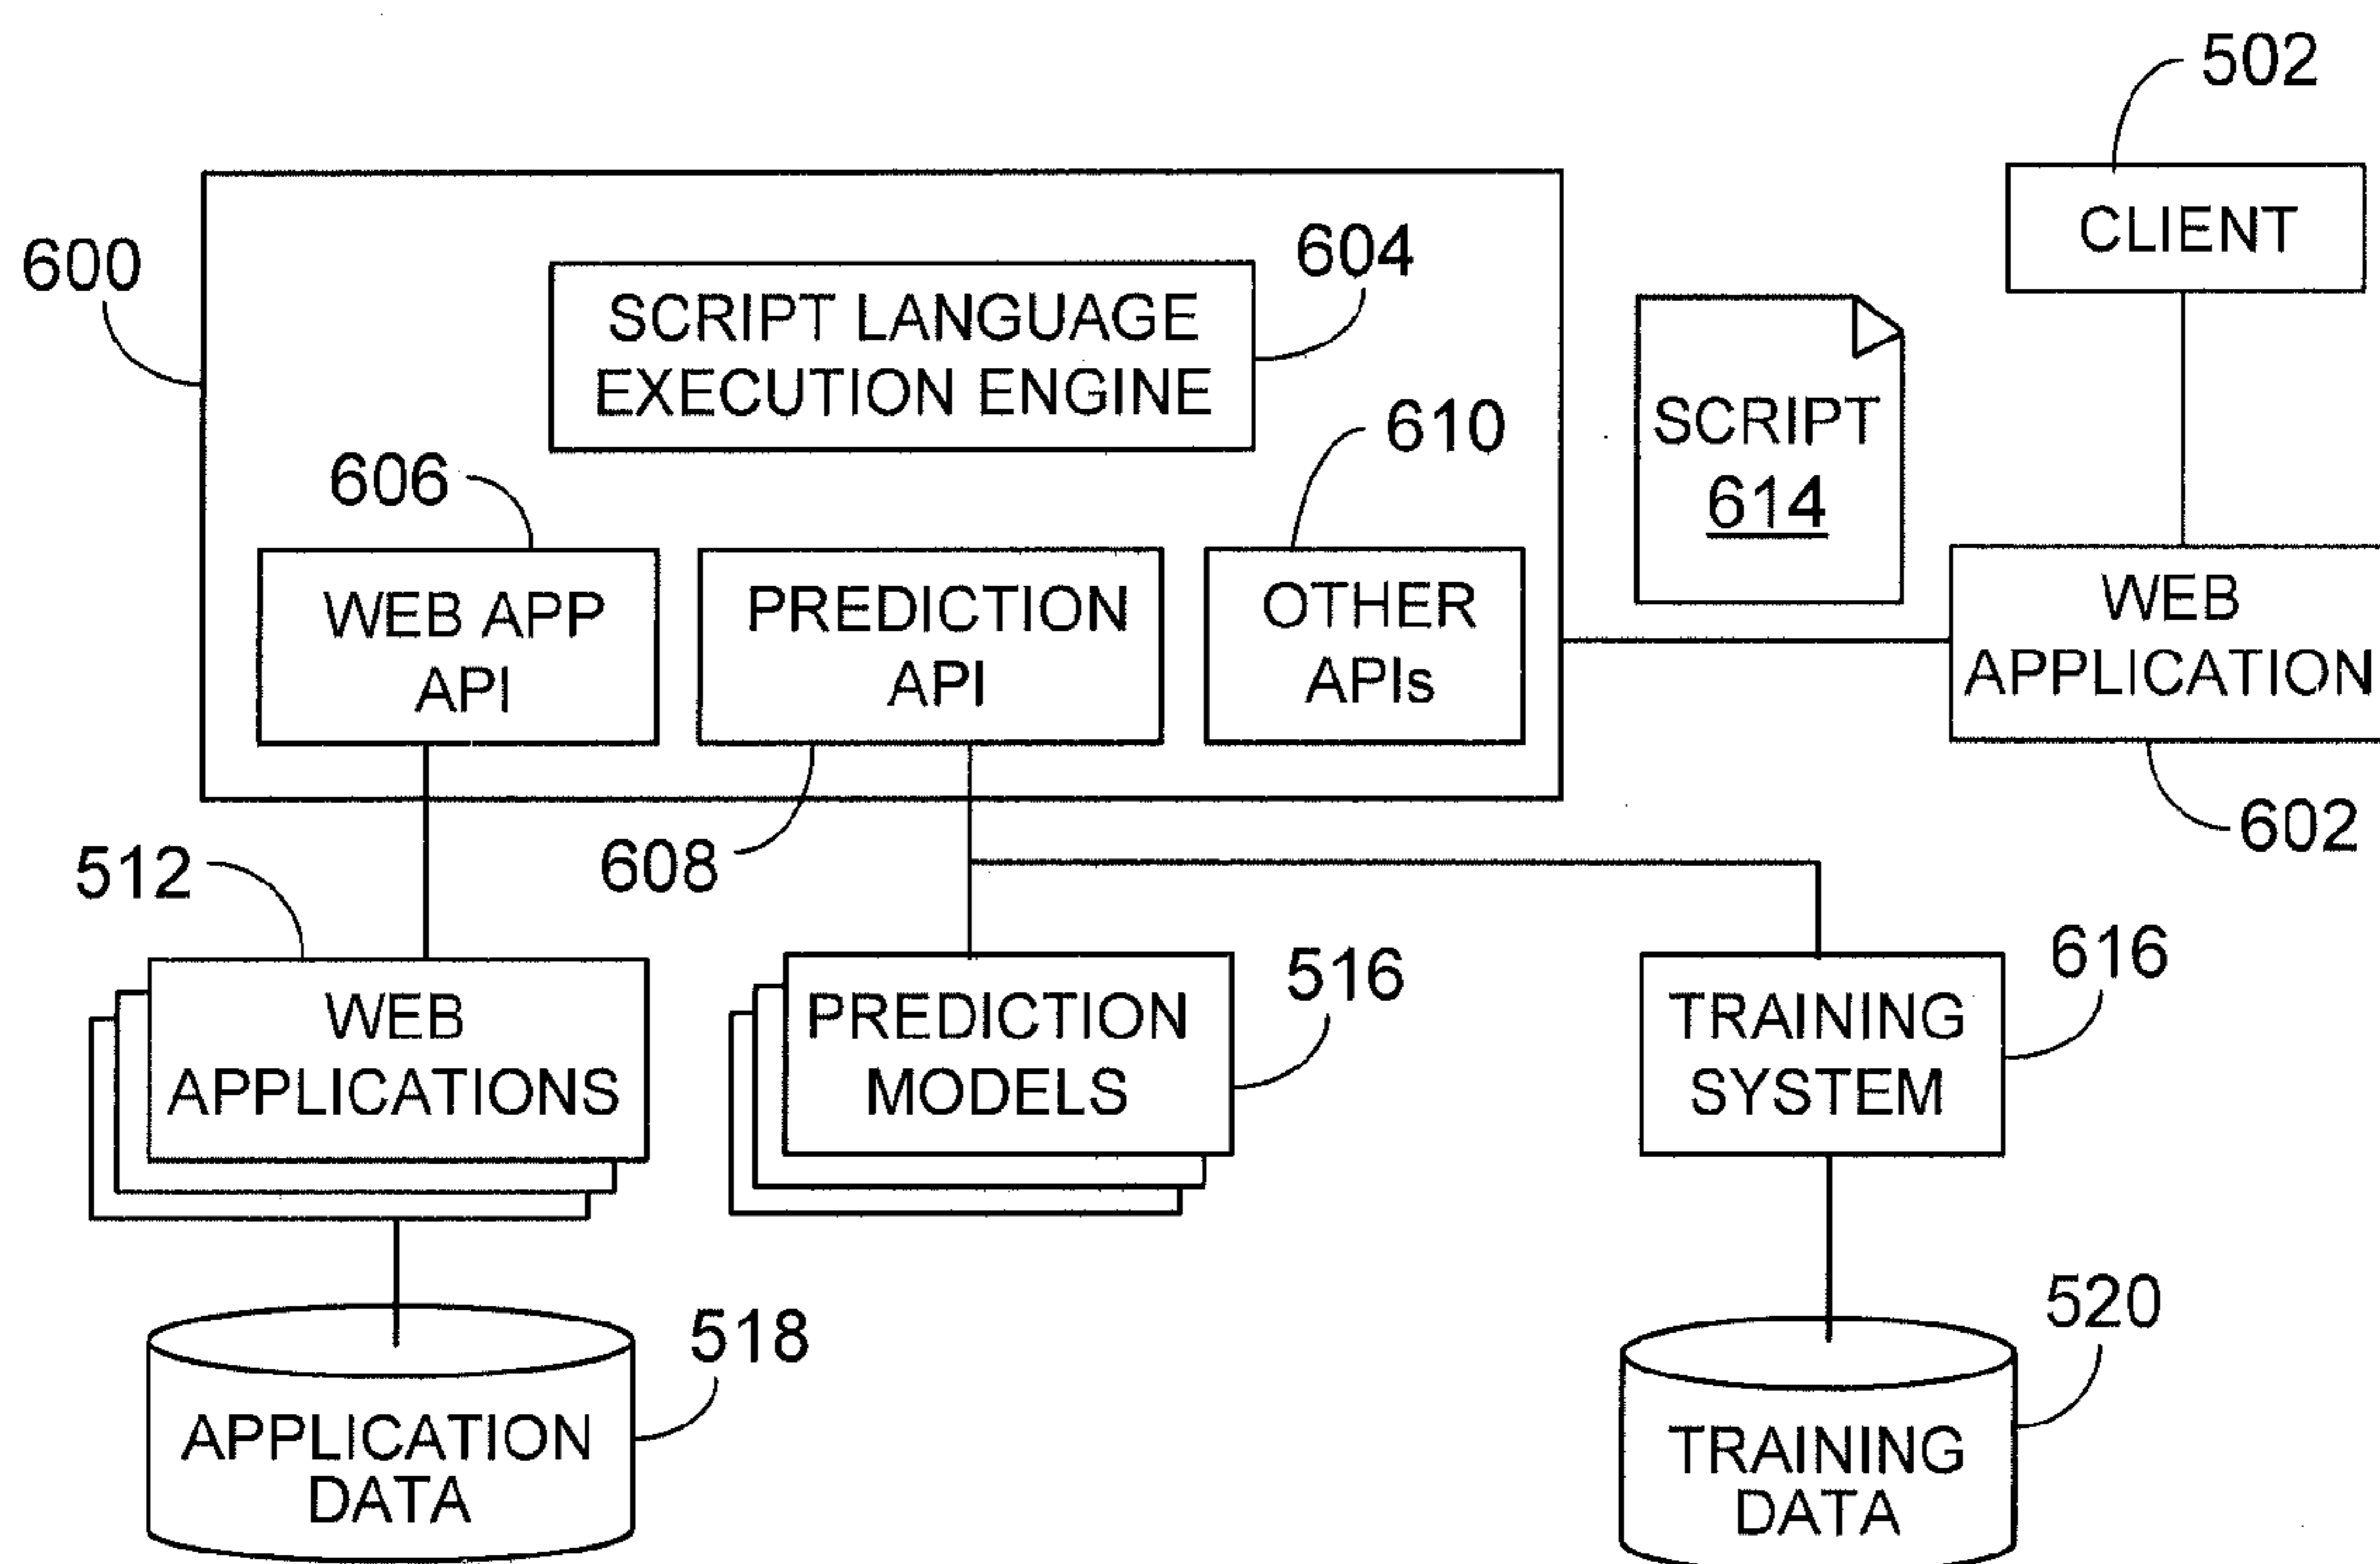 502
CLIENT
600
604
SCRIPT LANGUAGE
EXECUTION ENGINE
610
SCRIPT
614
606
WEB APP
API
PREDICTION
API
OTHER
APIs
WEB
APPLICATION
602
608
512
WEB
APPLICATIONS
PREDICTION
MODELS
516
TRAINING
SYSTEM
616
518
APPLICATION
DATA
520
TRAINING
DATA